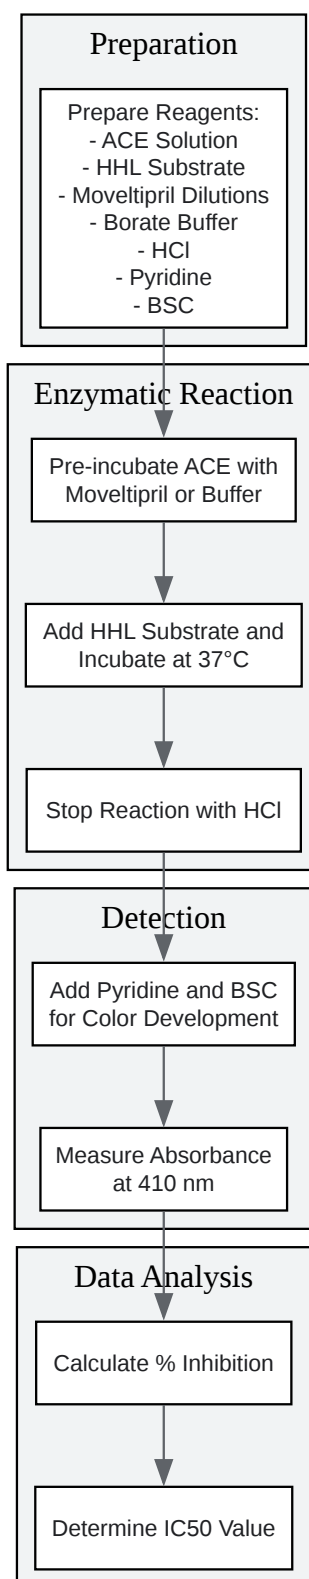 Preparation
Prepare Reagents:
- ACE Solution
- HHL Substrate
- Moveltipril Dilutions
- Borate Buffer
- HCl
- Pyridine
- BSC
Enzymatic Reaction
Pre-incubate ACE with
Moveltipril or Buffer
Add HHL Substrate and
Incubate at 37°C
Stop Reaction with HCl
Detection
Add Pyridine and BSC
for Color Development
Measure Absorbance
at 410 nm
Data Analysis
Calculate % Inhibition
Determine IC50 Value